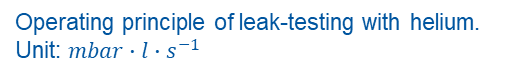 Operating principle of leak-testing with helium.
Unit: mbar · l · s⁻¹